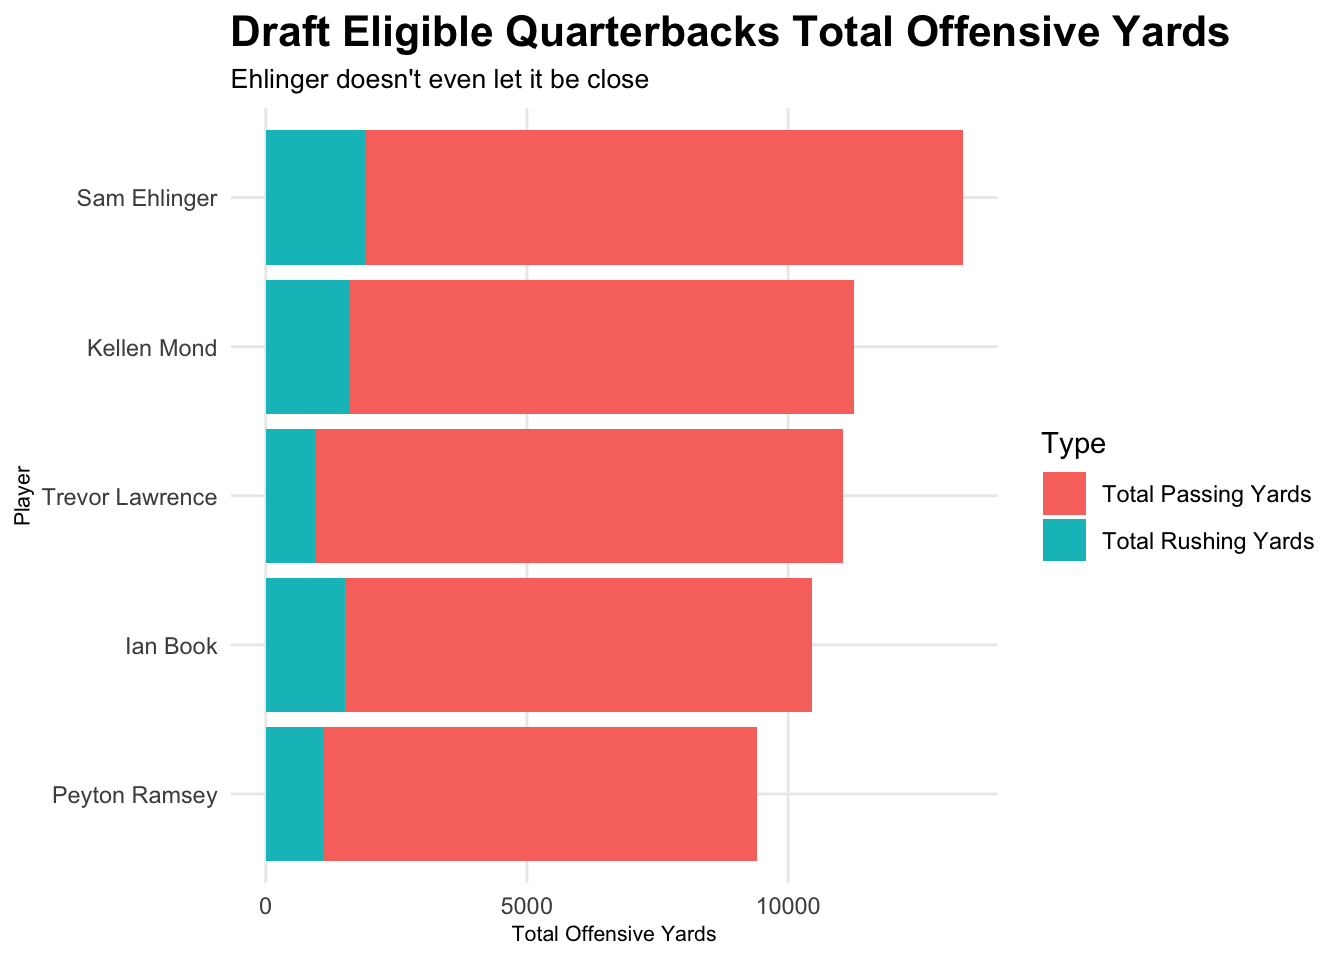 Draft Eligible Quarterbacks Total Offensive Yards
Ehlinger doesn't even let it be close
Sam Ehlinger
Kellen Mond
Trevor Lawrence
Ian Book
Peyton Ramsey
Player
0 5000 10000
Total Offensive Yards
Type
Total Passing Yards
Total Rushing Yards